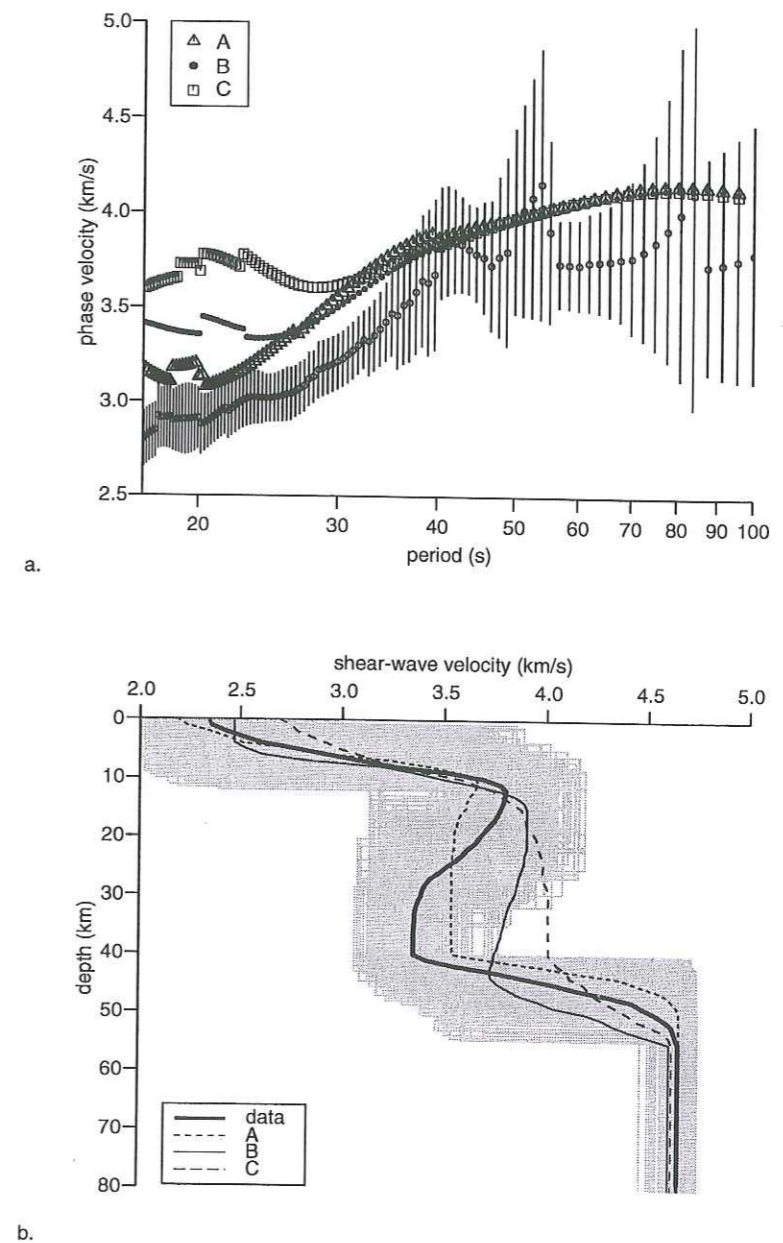 5.0
A
B
C
4.5
4.0
3.5
3.0
2.5
phase velocity (km/s)
20 30 40 50 60 70 80 90 100
period (s)
a.
shear-wave velocity (km/s)
2.0 2.5 3.0 3.5 4.0 4.5 5.0
0
10
20
30
40
50
60
70
80
depth (km)
data
A
B
C
b.